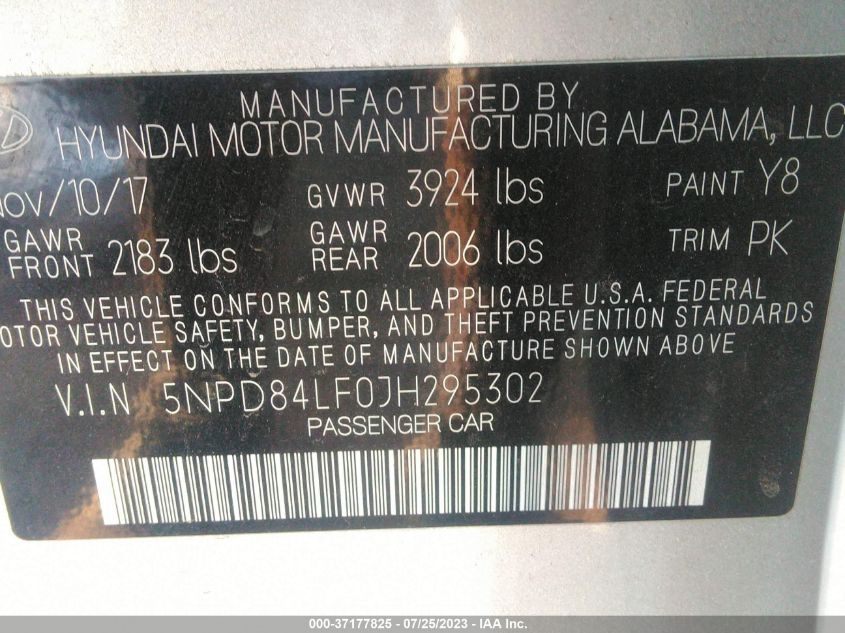 MANUFACTURED BY
HYUNDAI MOTOR MANUFACTURING ALABAMA, LLC
Nov/10/17 GVWR 3924 lbs PAINT Y8
GAWR FRONT 2183 lbs GAWR REAR 2006 lbs TRIM PK
THIS VEHICLE CONFORMS TO ALL APPLICABLE U.S.A. FEDERAL
MOTOR VEHICLE SAFETY, BUMPER, AND THEFT PREVENTION STANDARDS
IN EFFECT ON THE DATE OF MANUFACTURE SHOWN ABOVE
V.I.N 5NPD84LF0JH295302
PASSENGER CAR
000-37177825 - 07/25/2023 - IAA Inc.